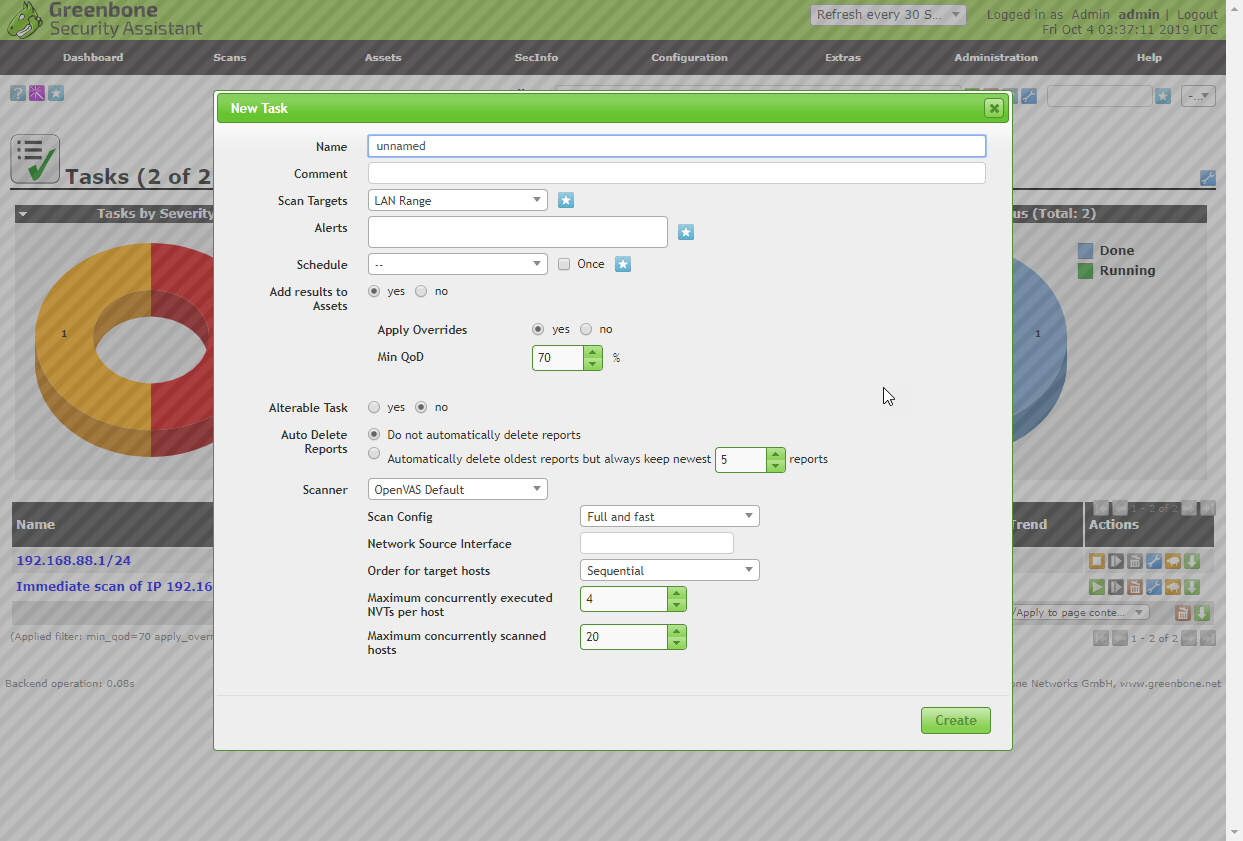 Greenbone
Security Assistant
Refresh every 30 S...
Logged in as Admin admin | Logout
Fri Oct 4 03:37:11 2019 UTC
Dashboard Scans Assets SecInfo Configuration Extras Administration Help
?
-...
New Task
Name unnamed
Comment
Scan Targets LAN Range
Alerts
Schedule -- Once
Add results to
Assets
yes no
Apply Overrides yes no
Min QoD 70 %
Alterable Task yes no
Auto Delete
Reports
Do not automatically delete reports
Automatically delete oldest reports but always keep newest 5 reports
Scanner OpenVAS Default
Scan Config Full and fast
Network Source Interface
Order for target hosts Sequential
Maximum concurrently executed
NVTs per host
4
Maximum concurrently scanned
hosts
20
Create
Tasks (2 of 2
Tasks by Severity
us (Total: 2)
1
Done
Running
1
Name
Trend
1 - 2 of 2
Actions
192.168.88.1/24
Immediate scan of IP 192.16
/Apply to page conte...
(Applied filter: min_qod=70 apply_overr
1 - 2 of 2
Backend operation: 0.08s
one Networks GmbH, www.greenbone.net